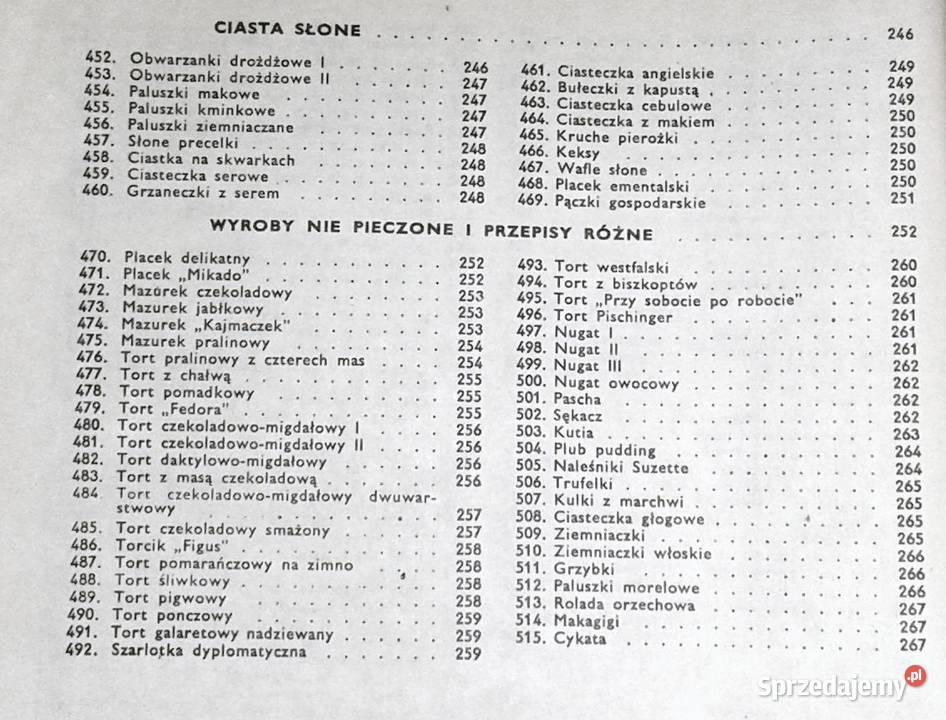 CIASTA SŁONE . . . . . . . . . . . . . . . . 246
452. Obwarzanki drożdżowe I . . . . . 246
453. Obwarzanki drożdżowe II . . . . 247
454. Paluszki makowe . . . . . . 247
455. Paluszki kminkowe . . . . . 247
456. Paluszki ziemniaczane . . . . 247
457. Słone precelki . . . . . . . 248
458. Ciastka na skwarkach . . . . 248
459. Ciasteczka serowe . . . . . . 248
460. Grzaneczki z serem . . . . . 248
461. Ciasteczka angielskie . . . . . 249
462. Bułeczki z kapustą . . . . . . 249
463. Ciasteczka cebulowe . . . . . 249
464. Ciasteczka z makiem . . . . . 250
465. Kruche pierożki . . . . . . 250
466. Keksy . . . . . . . . . 250
467. Wafle słone . . . . . . . 250
468. Placek ementalski . . . . . . 250
469. Pączki gospodarskie . . . . . 251
WYROBY NIE PIECZONE I PRZEPISY RÓŻNE . . . . . . 252
470. Placek delikatny . . . . . . 252
471. Placek „Mikado” . . . . . . 252
472. Mazurek czekoladowy . . . . 253
473. Mazurek jabłkowy . . . . . 253
474. Mazurek „Kajmaczek” . . . . 253
475. Mazurek pralinowy . . . . . 254
476. Tort pralinowy z czterech mas . . . 254
477. Tort z chałwą . . . . . . . 255
478. Tort pomadkowy . . . . . . 255
479. Tort „Fedora” . . . . . . . 255
480. Tort czekoladowo-migdałowy I . . . . 256
481. Tort czekoladowo-migdałowy II . . . 256
482. Tort daktylowo-migdałowy . . . . 256
483. Tort z masą czekoladową . . . . . 256
484. Tort czekoladowo-migdałowy dwuwar-
stwowy . . . . . . . . . 257
485. Tort czekoladowy smażony . . . . 257
486. Torcik „Figus” . . . . . . . 258
487. Tort pomarańczowy na zimno . . . 258
488. Tort śliwkowy . . . . . . . 258
489. Tort pigwowy . . . . . . . 258
490. Tort ponczowy . . . . . . . 259
491. Tort galaretowy nadziewany . . . . 259
492. Szarlotka dyplomatyczna . . . . . 259
493. Tort westfalski . . . . . . . 260
494. Tort z biszkoptów . . . . . . 260
495. Tort „Przy sobocie po robocie” . . . 261
496. Tort Pischinger . . . . . . . 261
497. Nugat I . . . . . . . . . 261
498. Nugat II . . . . . . . . 261
499. Nugat III . . . . . . . . 262
500. Nugat owocowy . . . . . . 262
501. Pascha . . . . . . . . . 262
502. Sękacz . . . . . . . . . 262
503. Kutia . . . . . . . . . 263
504. Plub pudding . . . . . . . 264
505. Naleśniki Suzette . . . . . . 264
506. Trufelki . . . . . . . . 265
507. Kulki z marchwi . . . . . . 265
508. Ciasteczka głogowe . . . . . 265
509. Ziemniaczki . . . . . . . 265
510. Ziemniaczki włoskie . . . . . 266
511. Grzybki . . . . . . . . 266
512. Paluszki morelowe . . . . . 266
513. Rolada orzechowa . . . . . . 267
514. Makagigi . . . . . . . . 267
515. Cykata . . . . . . . . . 267
Sprzedajemy.pl